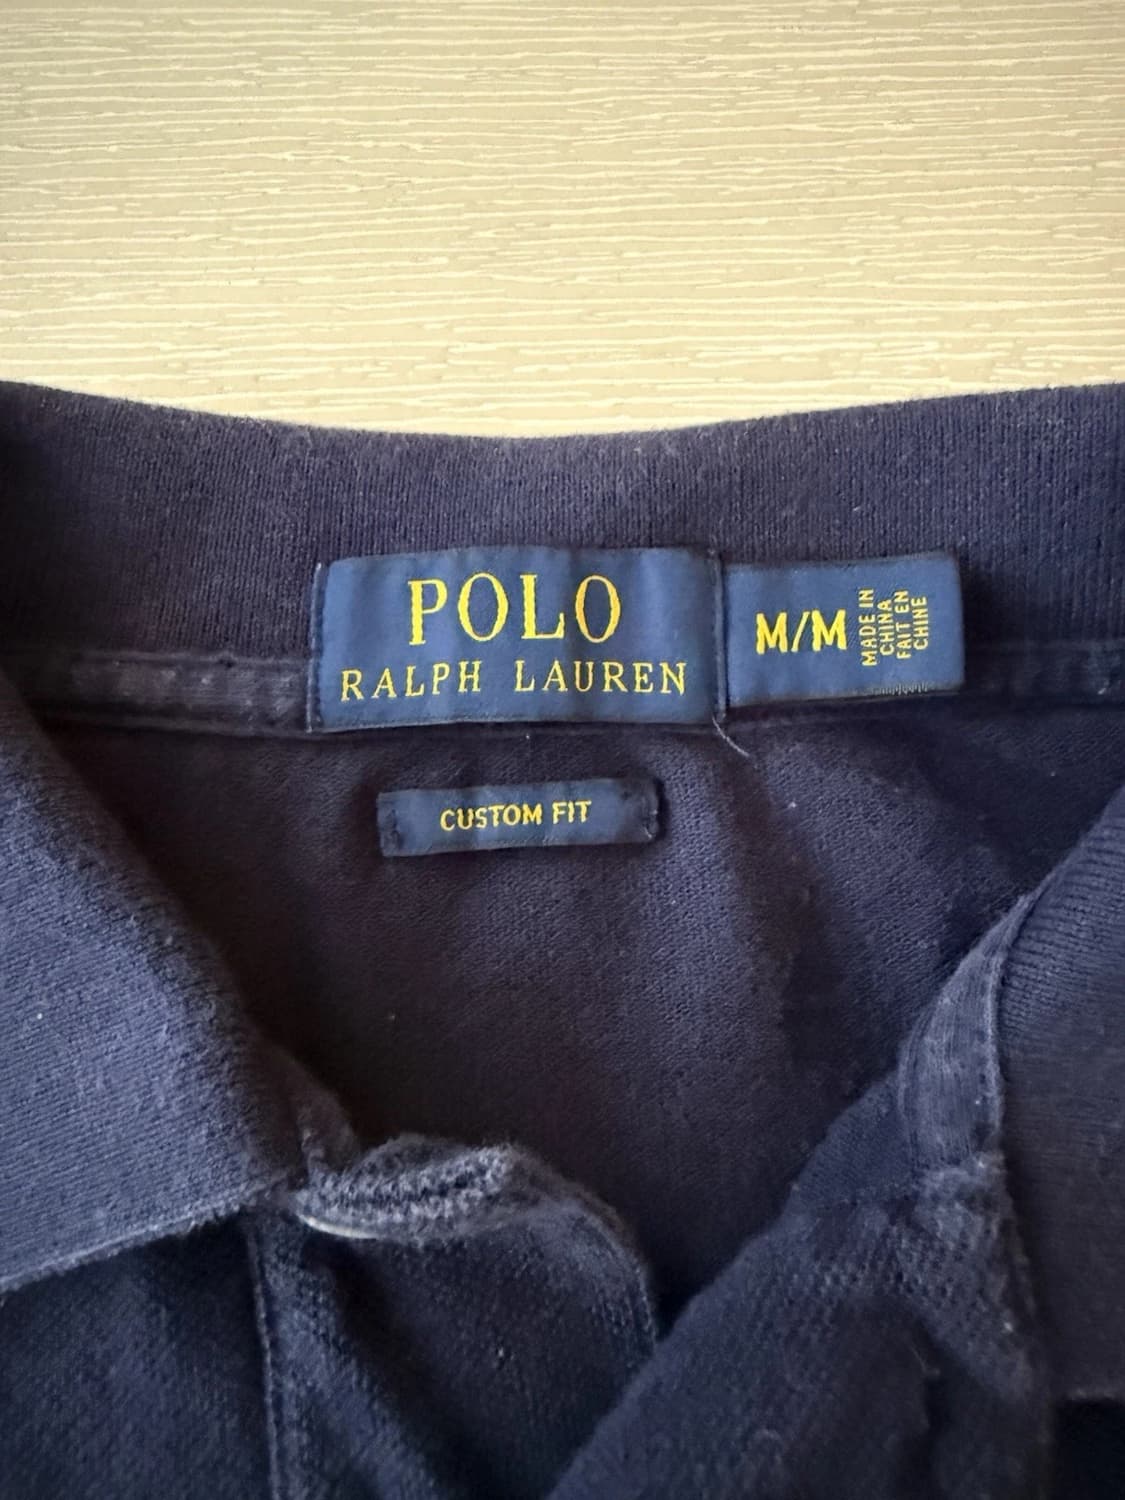 POLO
RALPH LAUREN
M/M
MADE IN
CHINA
FAIT EN
CHINE
CUSTOM FIT